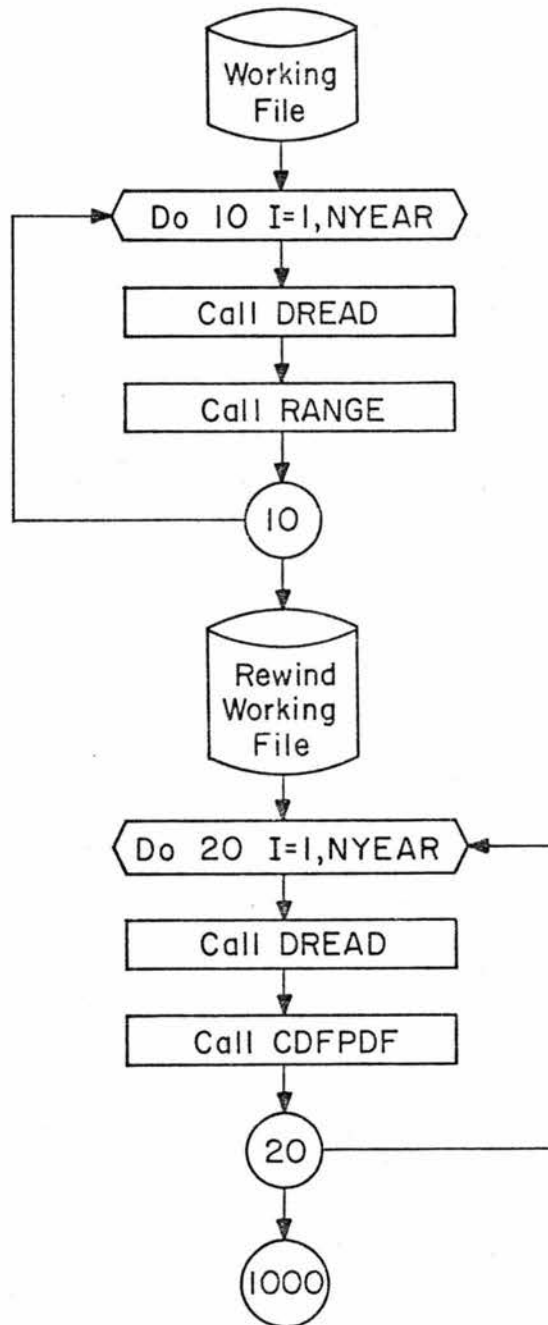 Working
File
Do 10 I=1,NYEAR
Call DREAD
Call RANGE
10
Rewind
Working
File
Do 20 I=1,NYEAR
Call DREAD
Call CDFPDF
20
1000